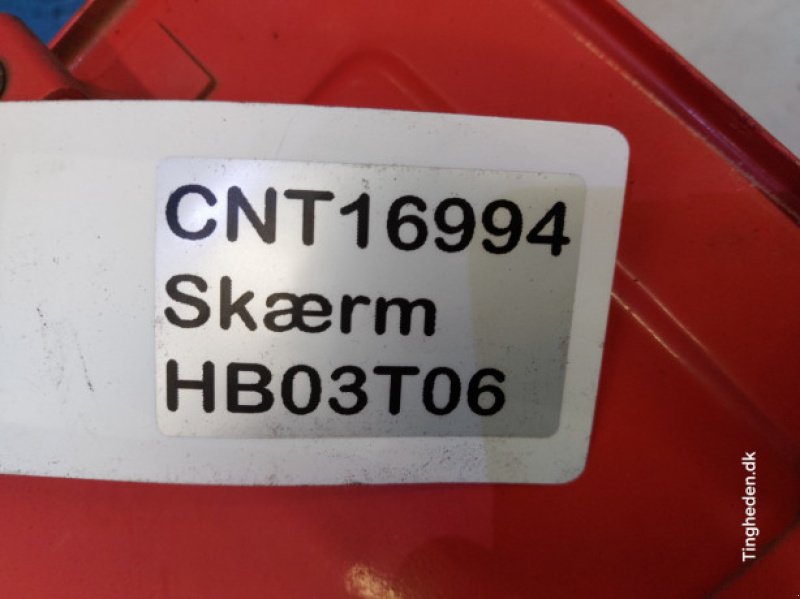 CNT16994
Skærm
HB03T06
Tingheden.dk